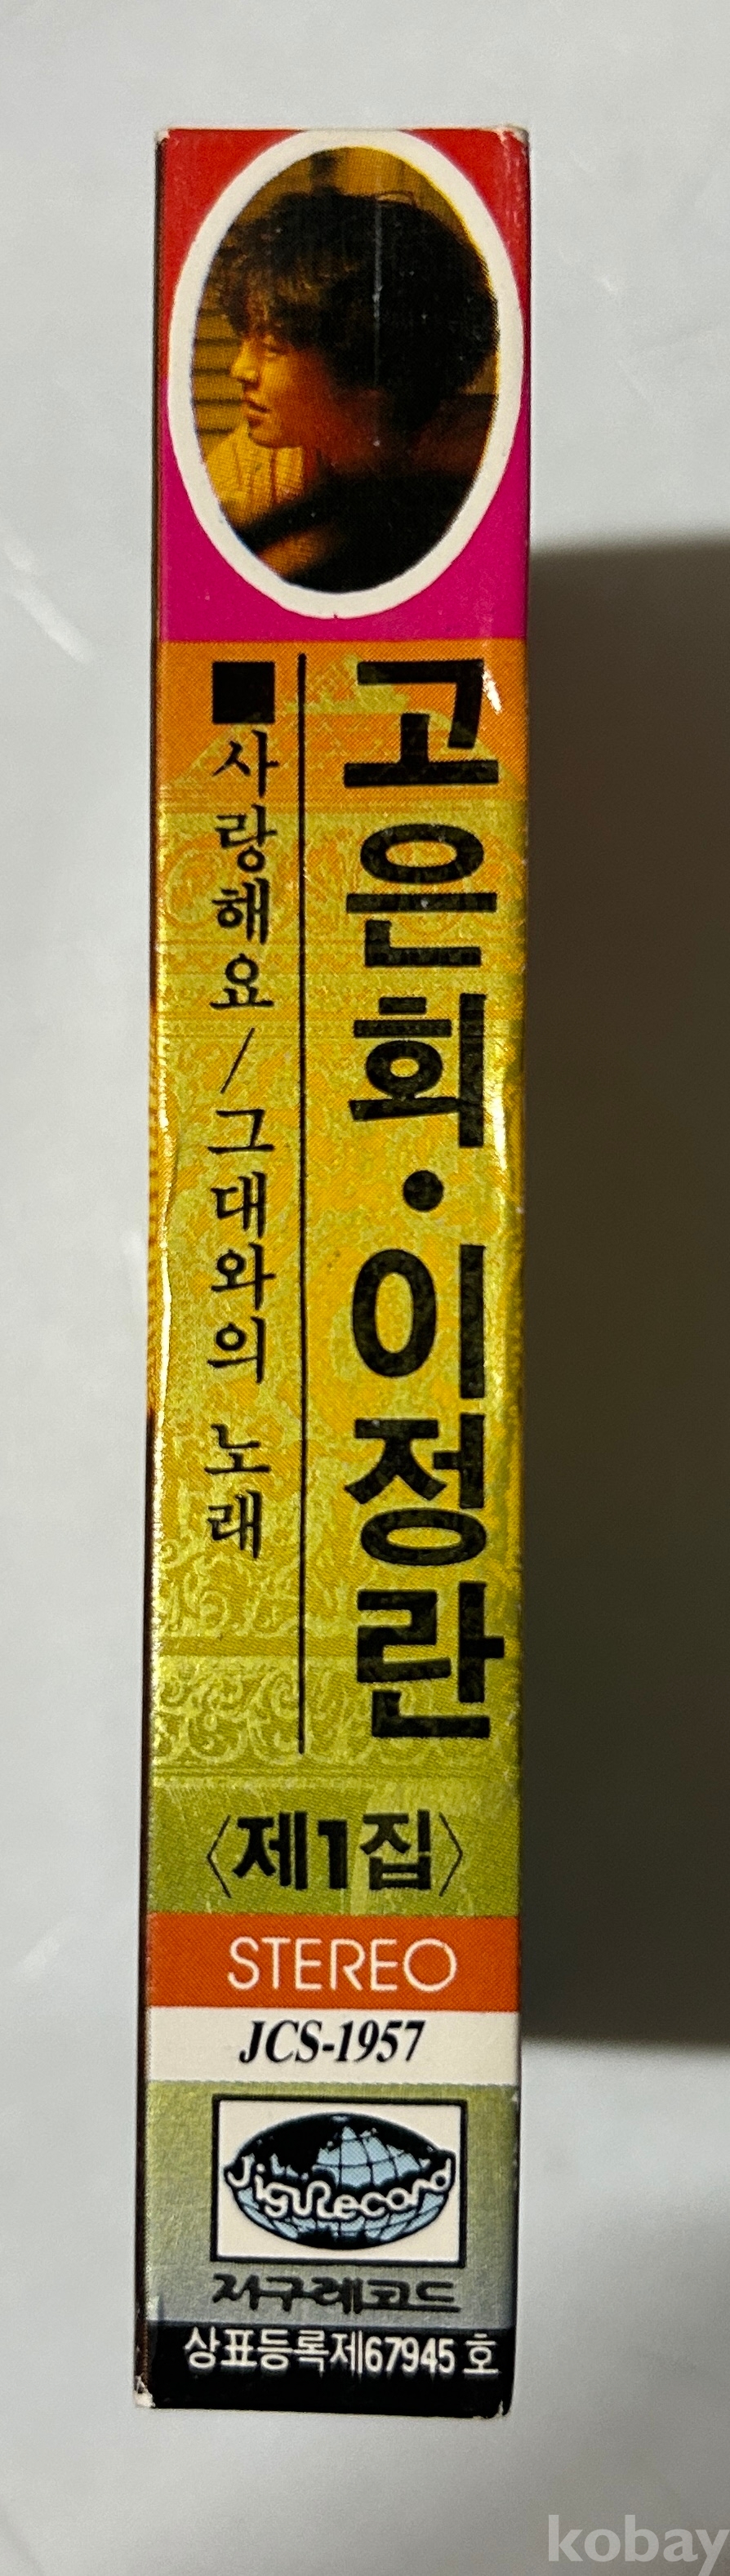 고은희·이정란
■사랑해요/그대와의 노래
〈제1집〉
STEREO
JCS-1957
JiguRecord
지구레코드
상표등록제67945호
kobay